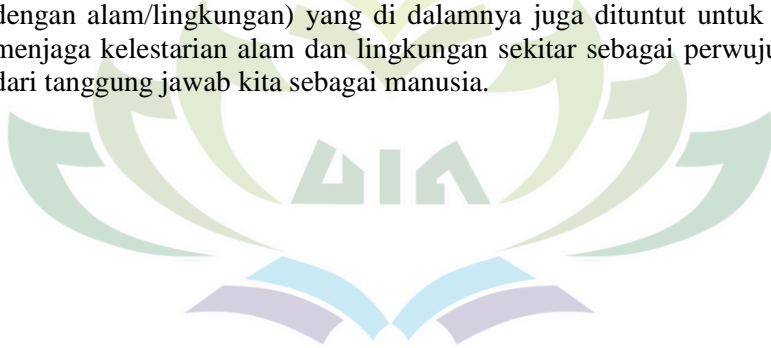 dengan alam/lingkungan) yang di dalamnya juga dituntut untuk
menjaga kelestarian alam dan lingkungan sekitar sebagai perwuju
dari tanggung jawab kita sebagai manusia.
UIN